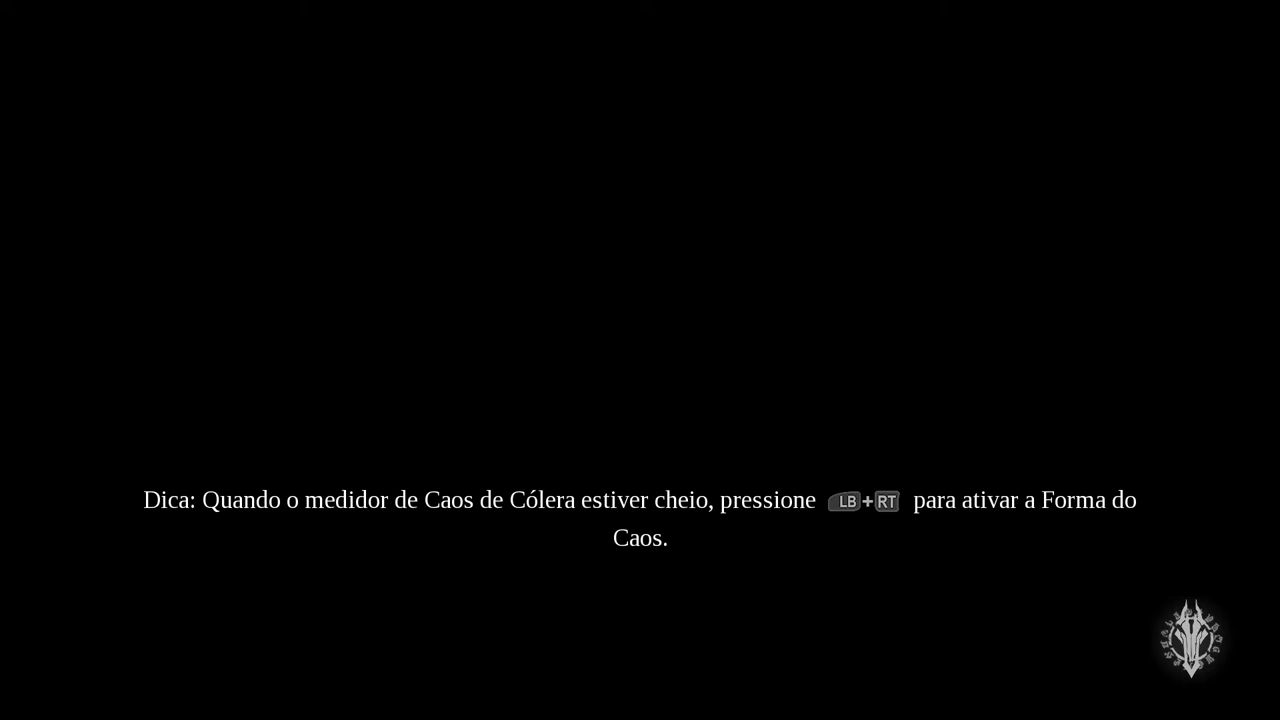 Dica: Quando o medidor de Caos de Cólera estiver cheio, pressione LB+RT para ativar a Forma do
Caos.